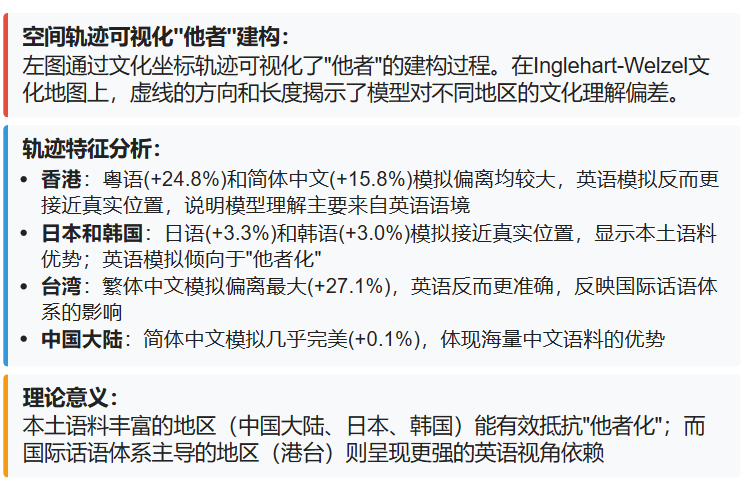 空间轨迹可视化"他者"建构：
左图通过文化坐标轨迹可视化了"他者"的建构过程。在Inglehart-Welzel文
化地图上，虚线的方向和长度揭示了模型对不同地区的文化理解偏差。
轨迹特征分析：
• 香港：粤语(+24.8%)和简体中文(+15.8%)模拟偏离均较大，英语模拟反而更
接近真实位置，说明模型理解主要来自英语语境
• 日本和韩国：日语(+3.3%)和韩语(+3.0%)模拟接近真实位置，显示本土语料
优势；英语模拟倾向于"他者化"
• 台湾：繁体中文模拟偏离最大(+27.1%)，英语反而更准确，反映国际话语体
系的影响
• 中国大陆：简体中文模拟几乎完美(+0.1%)，体现海量中文语料的优势
理论意义：
本土语料丰富的地区（中国大陆、日本、韩国）能有效抵抗"他者化"；而
国际话语体系主导的地区（港台）则呈现更强的英语视角依赖